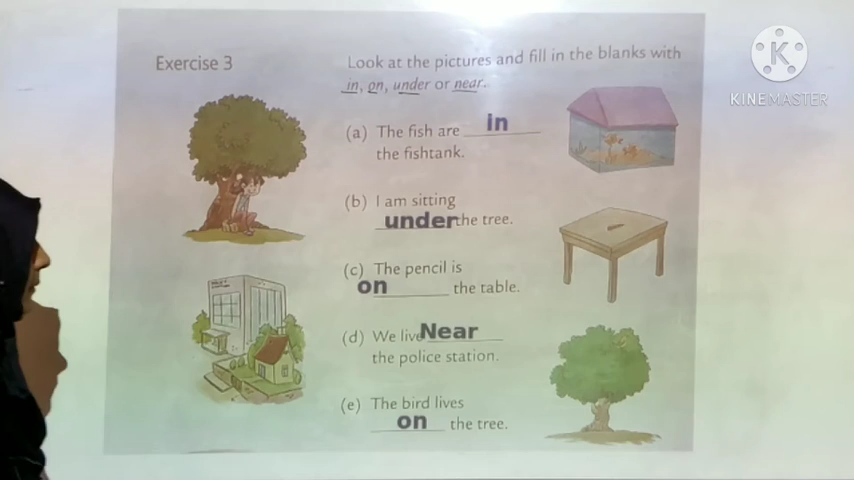 Exercise 3
Look at the pictures and fill in the blanks with
in, on, under or near.
(a) The fish are in
the fishtank.
(b) I am sitting
under the tree.
(c) The pencil is
on the table.
(d) We live Near
the police station.
(e) The bird lives
on the tree.
KINEMASTER